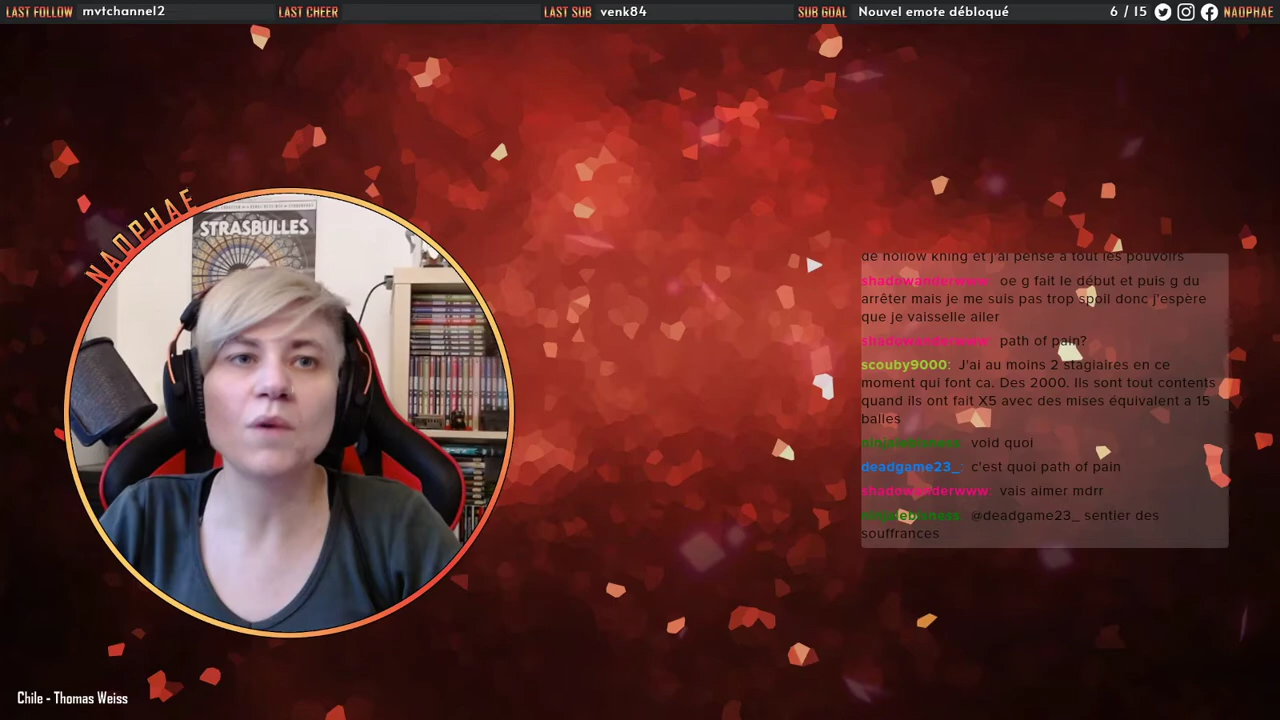 LAST FOLLOW mvtchannel2 LAST CHEER LAST SUB venk84 SUB GOAL Nouvel emote débloqué 6 / 15 NAOPHAE
NAOPHAE
STRASBULLES
de hollow kning et j'ai pensé à tout les pouvoirs
shadowanderwww: oe g fait le début et puis g du
arrêter mais je me suis pas trop spoil donc j'espère
que je vaisselle aller
shadowanderwww: path of pain?
scouby9000: J'ai au moins 2 stagiaires en ce
moment qui font ca. Des 2000. Ils sont tout contents
quand ils ont fait X5 avec des mises équivalent a 15
balles
void quoi
deadgame23_: c'est quoi path of pain
shadowanderwww: vais aimer mdrr
@deadgame23_ sentier des
souffrances
Chile - Thomas Weiss